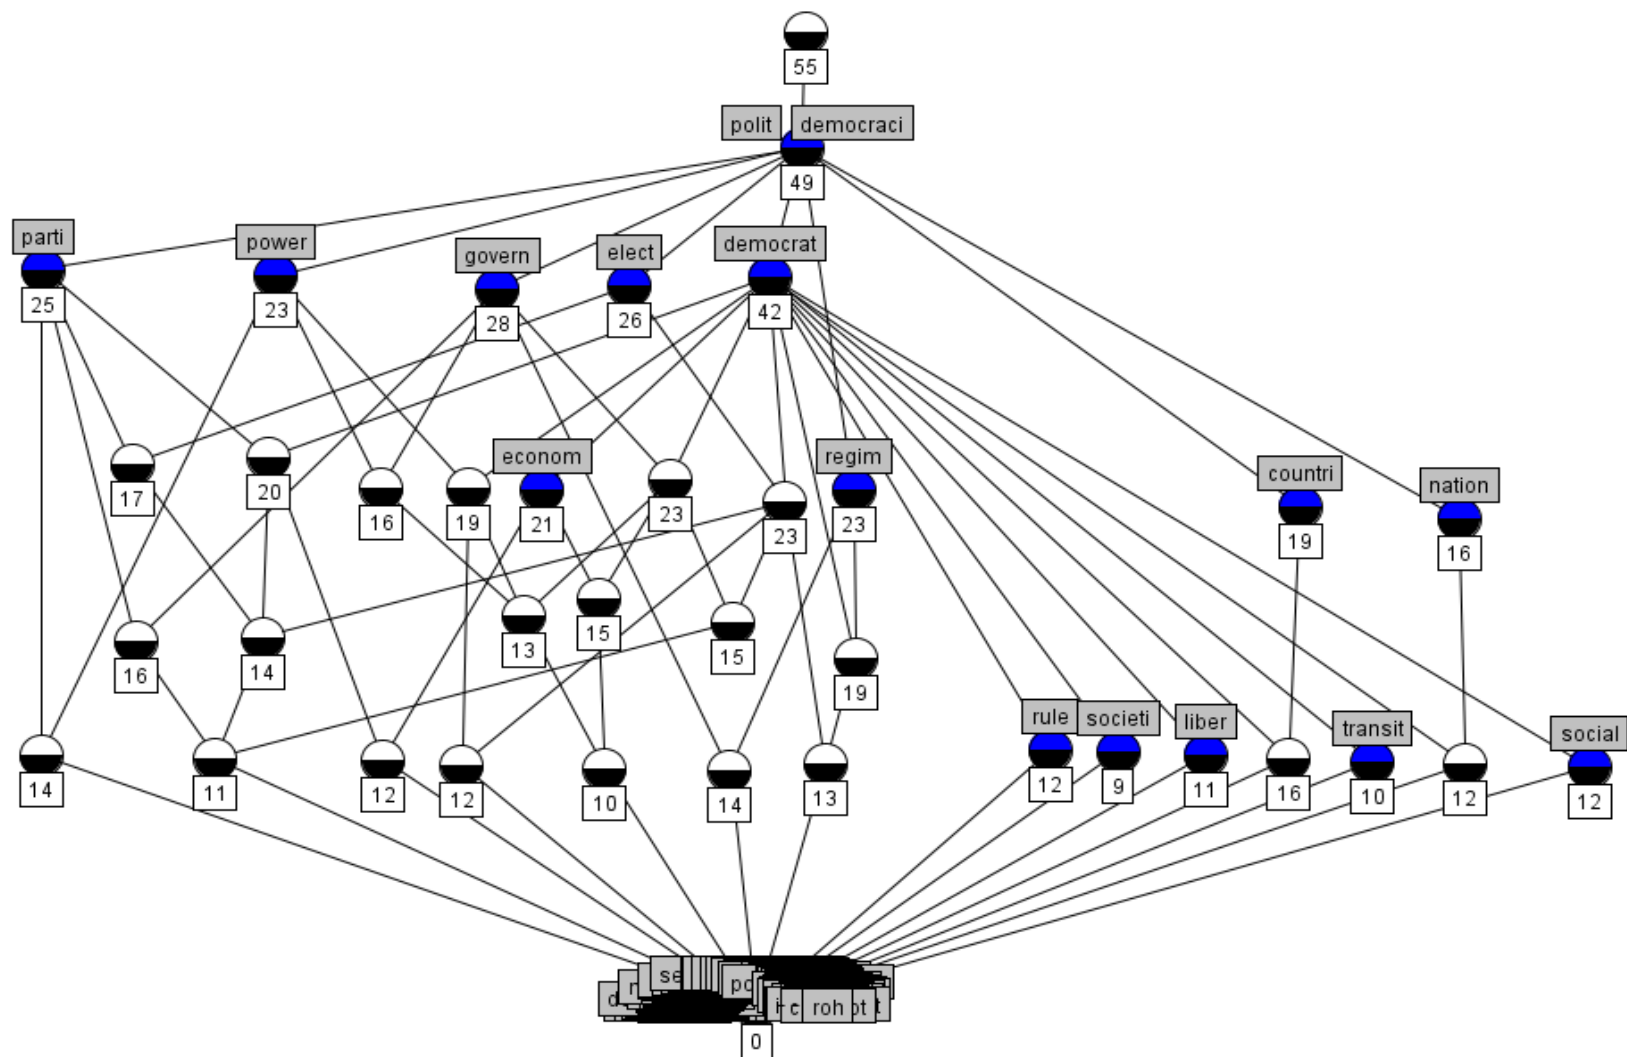 55
polit democraci
49
parti power govern elect democrat
25 23 28 26 42
econom regim countri nation
17 20 16 19 21 23 23 23 19 16
16 14 13 15 15 19
rule societi liber transit social
14 11 12 12 10 14 13 12 9 11 16 10 12 12
se
roh
0